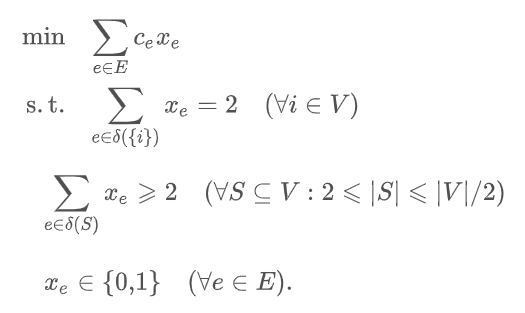 min ∑_{e∈E} c_e x_e
s. t. ∑_{e∈δ({i})} x_e = 2 (∀i ∈ V)
∑_{e∈δ(S)} x_e ⩾ 2 (∀S ⊆ V : 2 ⩽ |S| ⩽ |V|/2)
x_e ∈ {0,1} (∀e ∈ E).